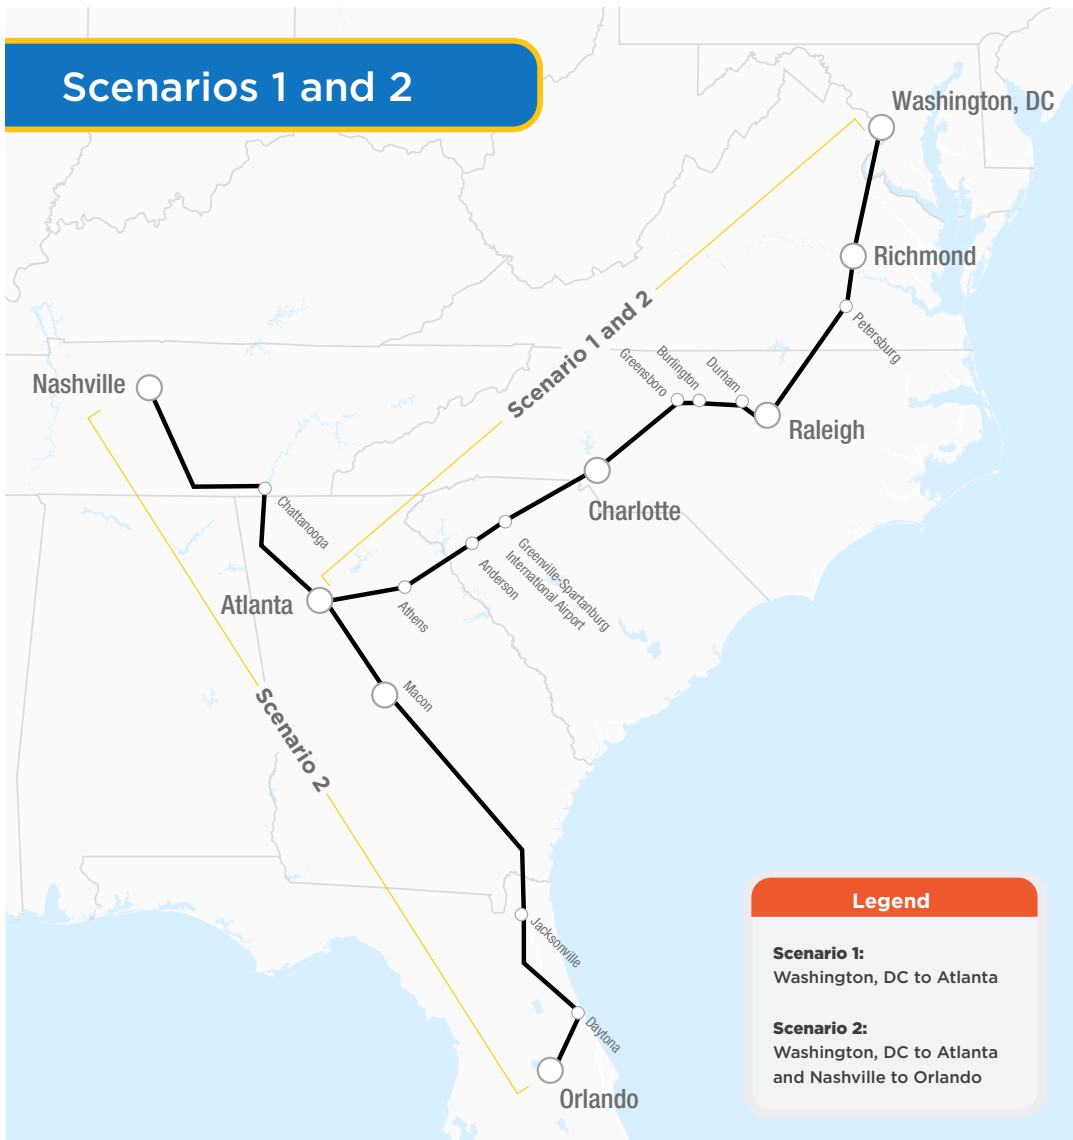 Scenarios 1 and 2
Washington, DC
Richmond
Petersburg
Scenario 1 and 2
Durham
Burlington
Greensboro
Raleigh
Nashville
Charlotte
Chattanooga
Greenville-Spartanburg
International Airport
Anderson
Athens
Atlanta
Macon
Scenario 2
Jacksonville
Daytona
Orlando
Legend
Scenario 1:
Washington, DC to Atlanta
Scenario 2:
Washington, DC to Atlanta
and Nashville to Orlando